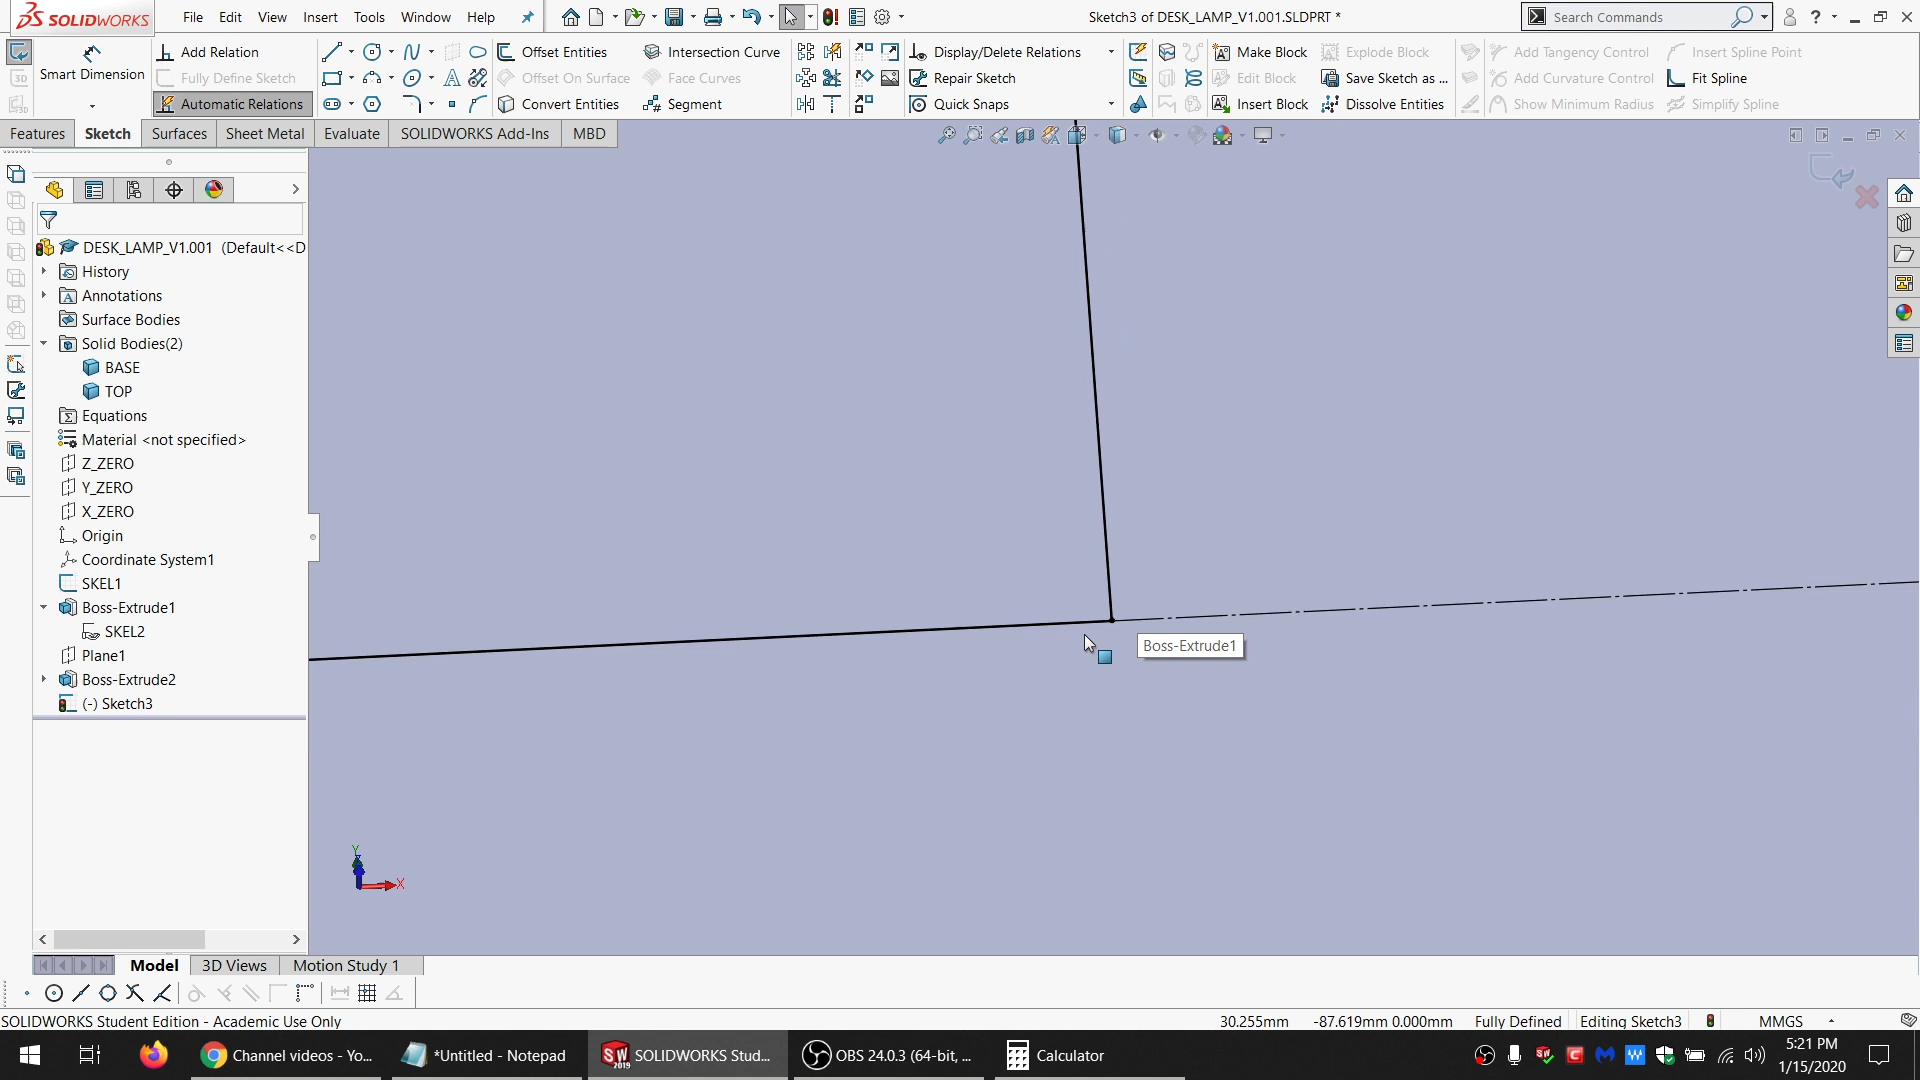 SOLIDWORKS
File Edit View Insert Tools Window Help
Sketch3 of DESK_LAMP_V1.001.SLDPRT *
Search Commands
Smart Dimension
Add Relation
Fully Define Sketch
Automatic Relations
Offset Entities
Offset On Surface
Convert Entities
Intersection Curve
Face Curves
Segment
Display/Delete Relations
Repair Sketch
Quick Snaps
Make Block
Edit Block
Insert Block
Explode Block
Save Sketch as ...
Dissolve Entities
Add Tangency Control
Add Curvature Control
Show Minimum Radius
Insert Spline Point
Fit Spline
Simplify Spline
Features Sketch Surfaces Sheet Metal Evaluate SOLIDWORKS Add-Ins MBD
DESK_LAMP_V1.001 (Default<<D
History
Annotations
Surface Bodies
Solid Bodies(2)
BASE
TOP
Equations
Material <not specified>
Z_ZERO
Y_ZERO
X_ZERO
Origin
Coordinate System1
SKEL1
Boss-Extrude1
SKEL2
Plane1
Boss-Extrude2
(-) Sketch3
Boss-Extrude1
Y
X
Model 3D Views Motion Study 1
SOLIDWORKS Student Edition - Academic Use Only
30.255mm -87.619mm 0.000mm Fully Defined Editing Sketch3 MMGS
Channel videos - Yo...
*Untitled - Notepad
SW 2019
SOLIDWORKS Stud...
OBS 24.0.3 (64-bit, ...
Calculator
5:21 PM
1/15/2020